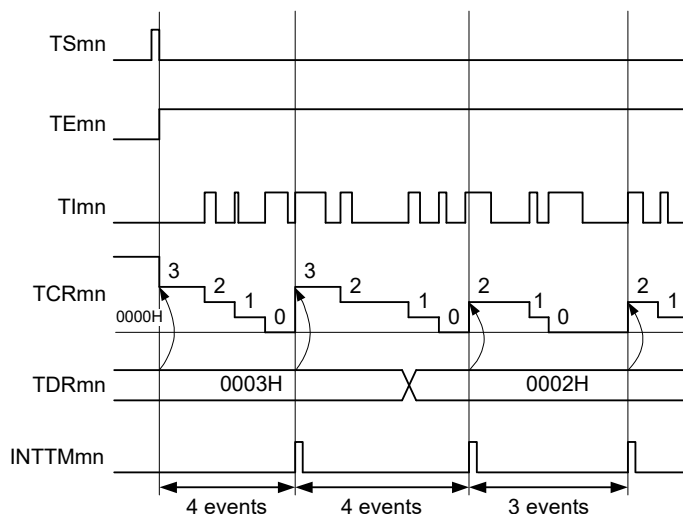 TSmn
TEmn
TImn
TCRmn
3 2 1 0 3 2 1 0 2 1 0 2 1
0000H
TDRmn 0003H 0002H
INTTMmn
4 events 4 events 3 events